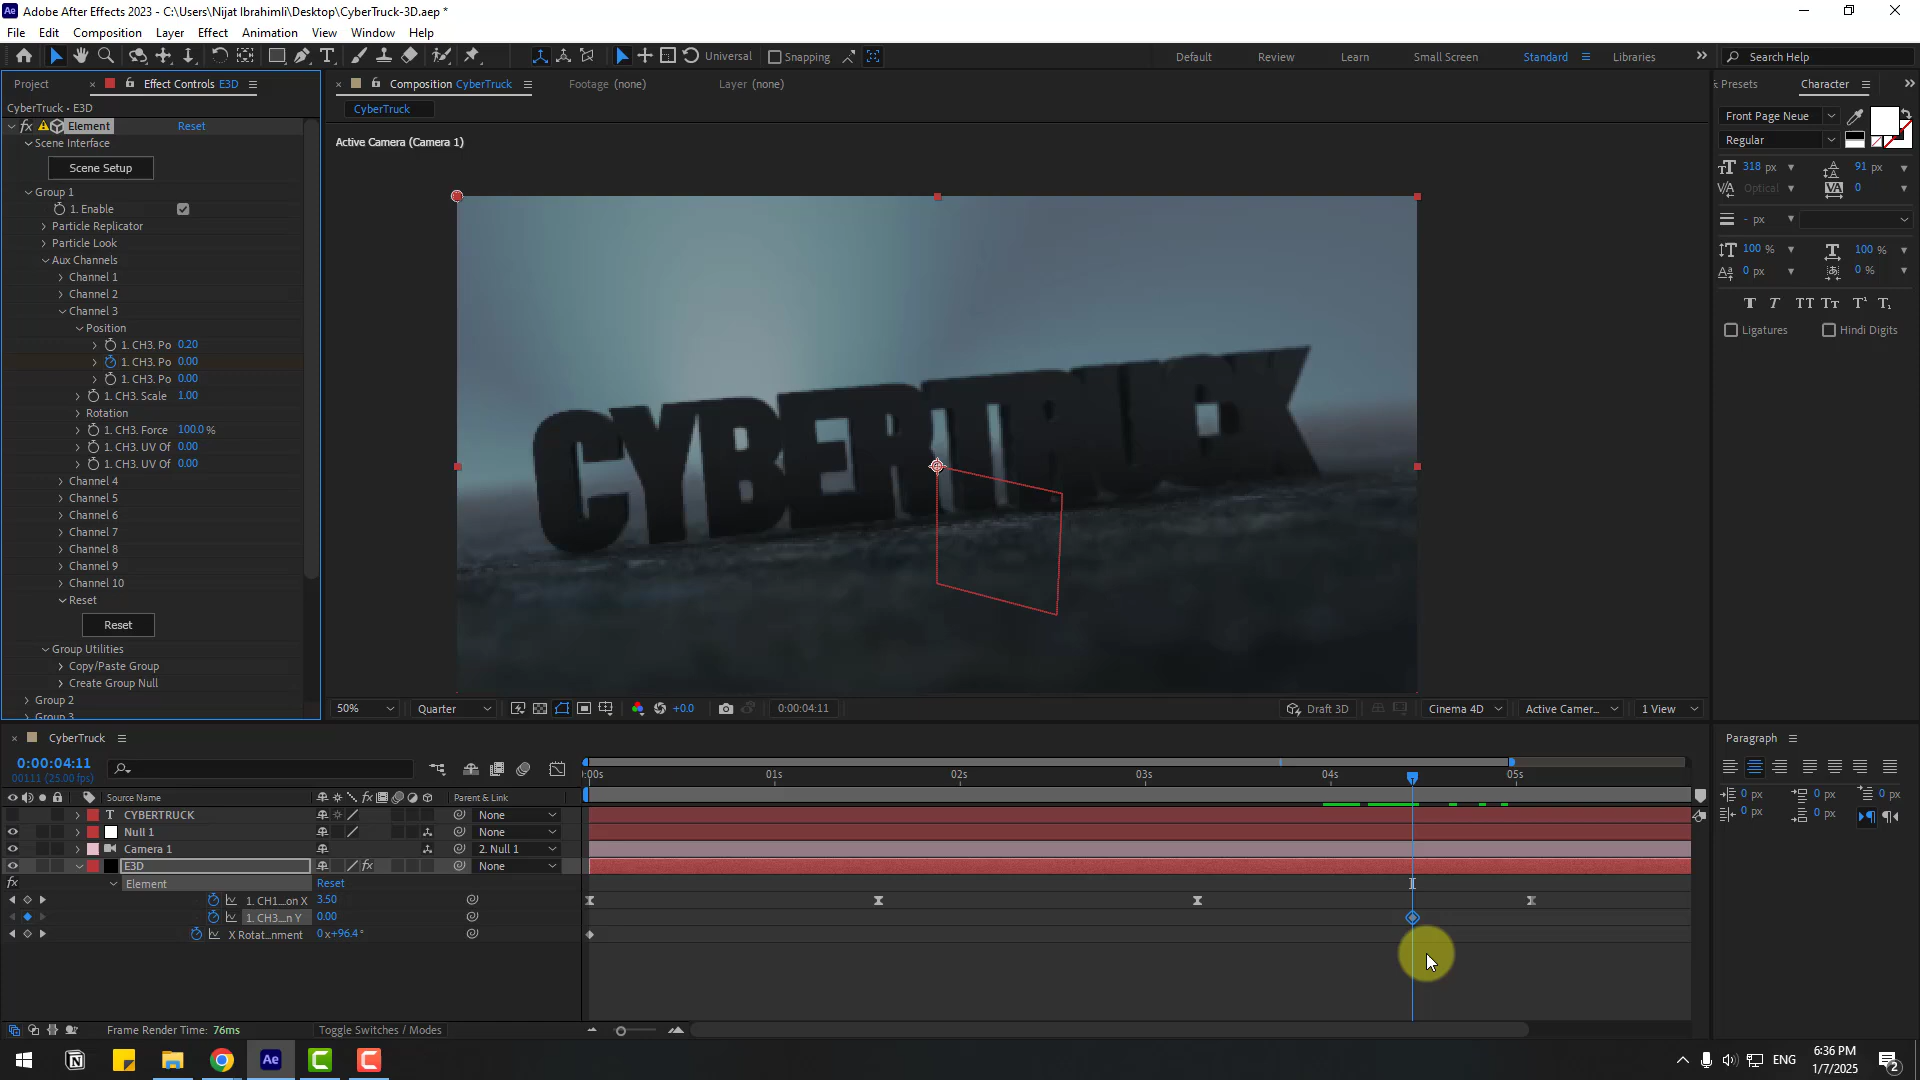 Adobe After Effects 2023 - C:\Users\Nijat Ibrahimli\Desktop\CyberTruck-3D.aep *
File Edit Composition Layer Effect Animation View Window Help
Universal Snapping Default Review Learn Small Screen Standard Libraries Search Help
Project Effect Controls E3D Composition CyberTruck Footage (none) Layer (none) Presets Character
CyberTruck • E3D
CyberTruck
Element Reset
Scene Interface
Scene Setup
Group 1
1. Enable
Particle Replicator
Particle Look
Aux Channels
Channel 1
Channel 2
Channel 3
Position
1. CH3. Po 0.20
1. CH3. Po 0.00
1. CH3. Po 0.00
1. CH3. Scale 1.00
Rotation
1. CH3. Force 100.0 %
1. CH3. UV Of 0.00
1. CH3. UV Of 0.00
Channel 4
Channel 5
Channel 6
Channel 7
Channel 8
Channel 9
Channel 10
Reset
Reset
Group Utilities
Copy/Paste Group
Create Group Null
Group 2
Group 3
Active Camera (Camera 1)
CYBERTRUCK
50% Quarter +0.0 0:00:04:11 Draft 3D Cinema 4D Active Camer... 1 View
Front Page Neue
Regular
318 px 91 px
Optical 0
- px
100 % 100 %
0 px 0 %
T T TT Tt T¹ T₁
Ligatures Hindi Digits
CyberTruck
0:00:04:11
00111 (25.00 fps)
Source Name Parent & Link
:00s 01s 02s 03s 04s 05s
T CYBERTRUCK None
Null 1 None
Camera 1 2. Null 1
E3D None
Element Reset
1. CH1....on X 3.50
1. CH3....n Y 0.00
X Rotat...nment 0 x+96.4°
Frame Render Time: 76ms Toggle Switches / Modes
Paragraph
0 px 0 px 0 px
0 px 0 px
ENG
6:36 PM
1/7/2025
2